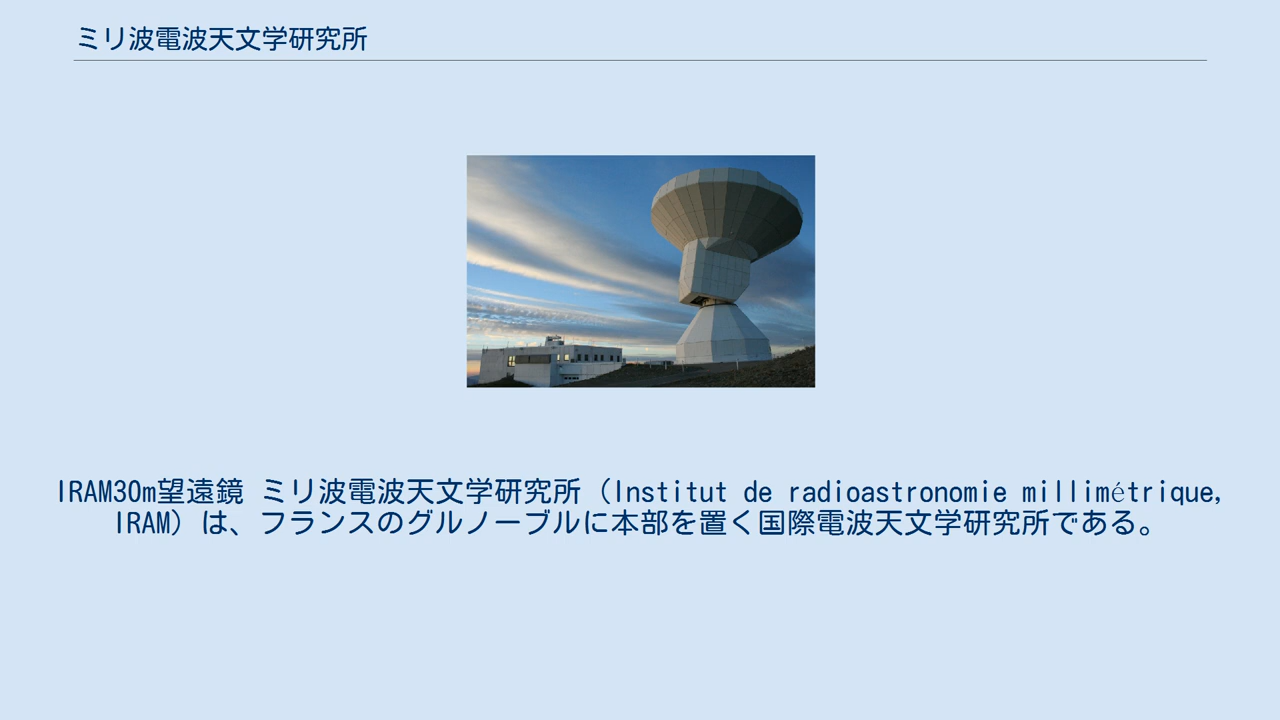 ミリ波電波天文学研究所
IRAM30m望遠鏡 ミリ波電波天文学研究所（Institut de radioastronomie millimétrique,
IRAM）は、フランスのグルノーブルに本部を置く国際電波天文学研究所である。